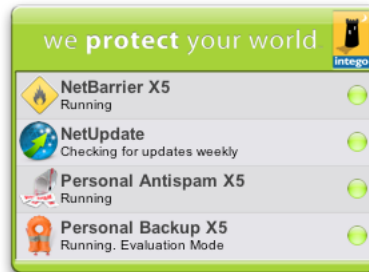 we protect your world
intego
NetBarrier X5
Running
NetUpdate
Checking for updates weekly
Personal Antispam X5
Running
Personal Backup X5
Running. Evaluation Mode